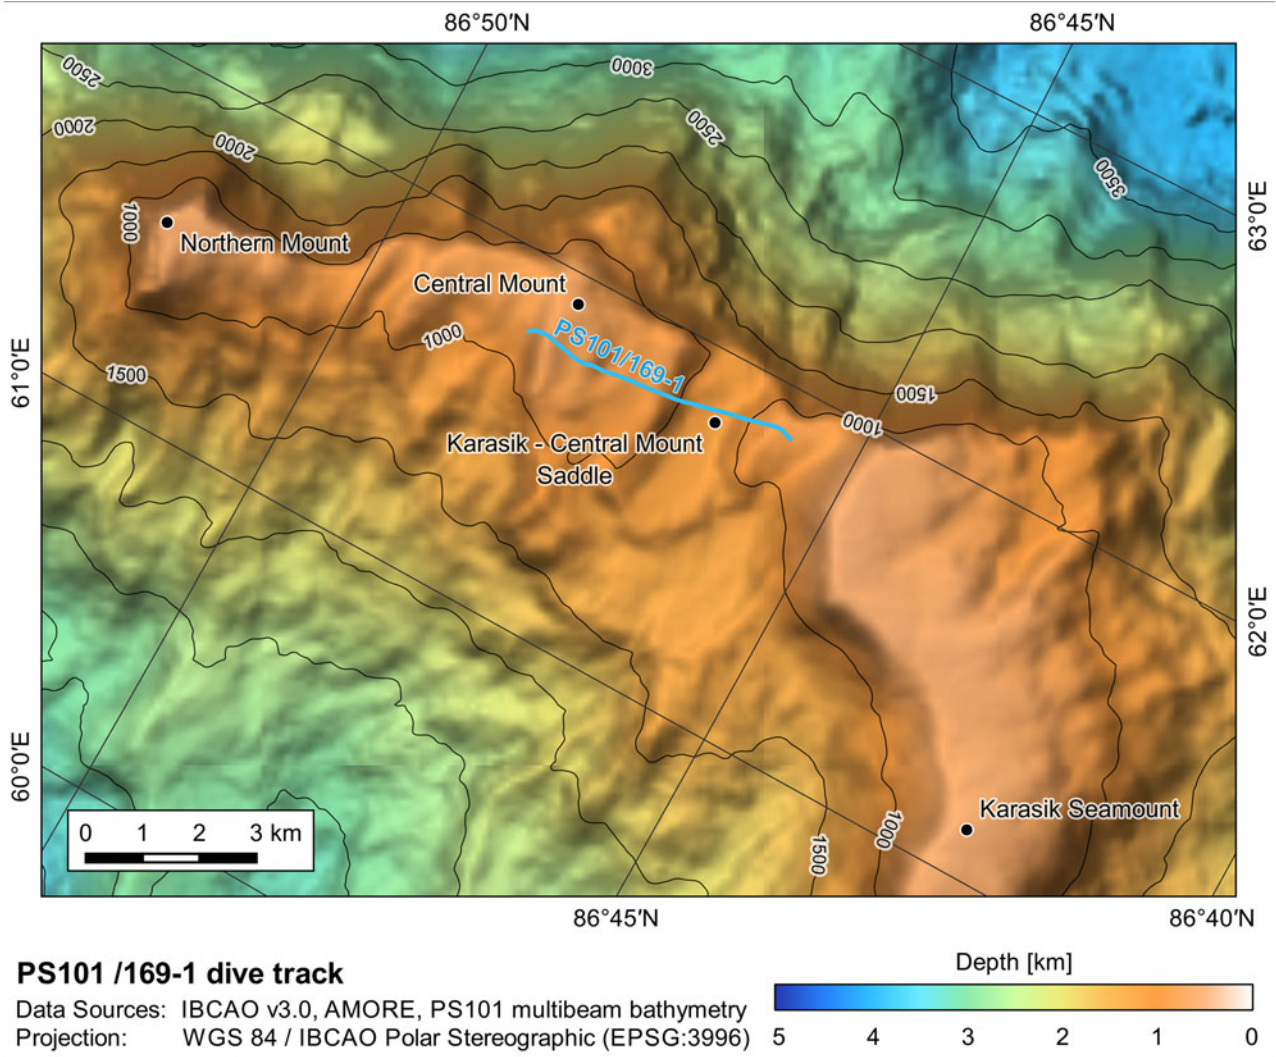 86°50′N
86°45′N
3000
2500
2500
2000
2000
3500
63°0′E
1000
Northern Mount
Central Mount
1000
PS101/169-1
61°0′E
1500
1500
1000
Karasik - Central Mount
Saddle
62°0′E
60°0′E
Karasik Seamount
1000
1500
0 1 2 3 km
86°45′N
86°40′N
PS101 /169-1 dive track
Data Sources: IBCAO v3.0, AMORE, PS101 multibeam bathymetry
Projection: WGS 84 / IBCAO Polar Stereographic (EPSG:3996)
Depth [km]
5 4 3 2 1 0